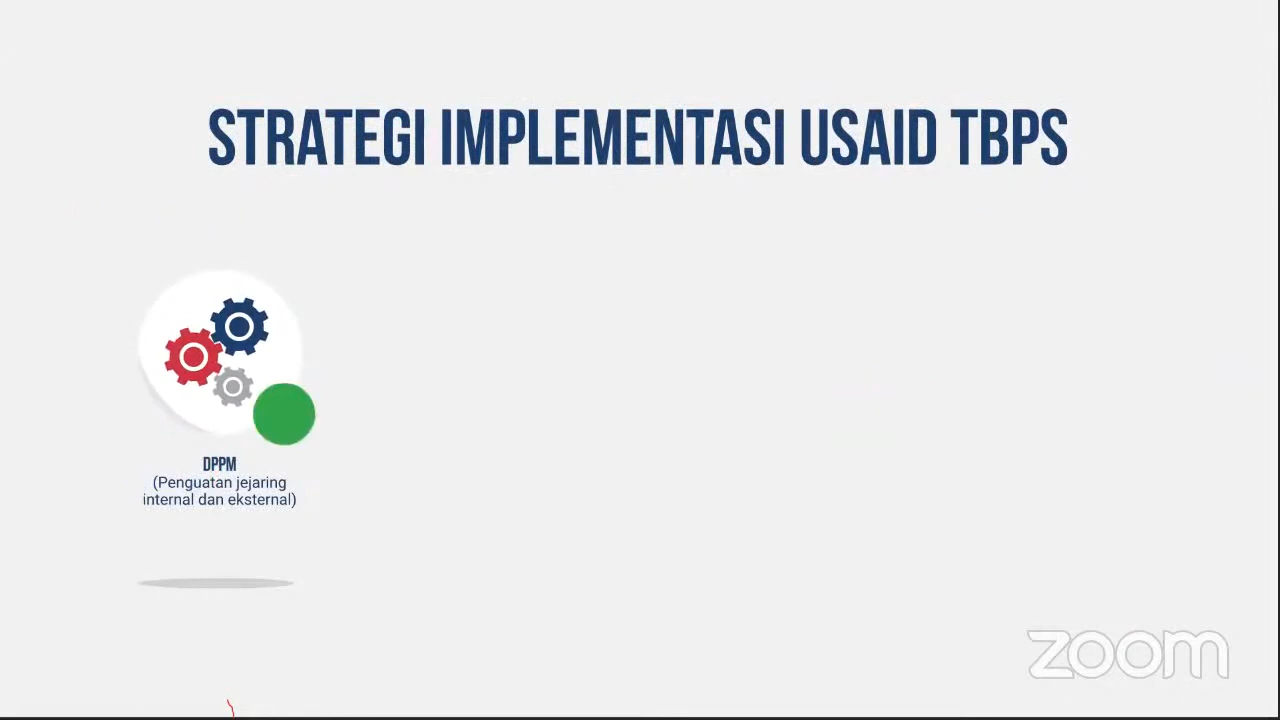 STRATEGI IMPLEMENTASI USAID TBPS
DPPM
(Penguatan jejaring
internal dan eksternal)
zoom